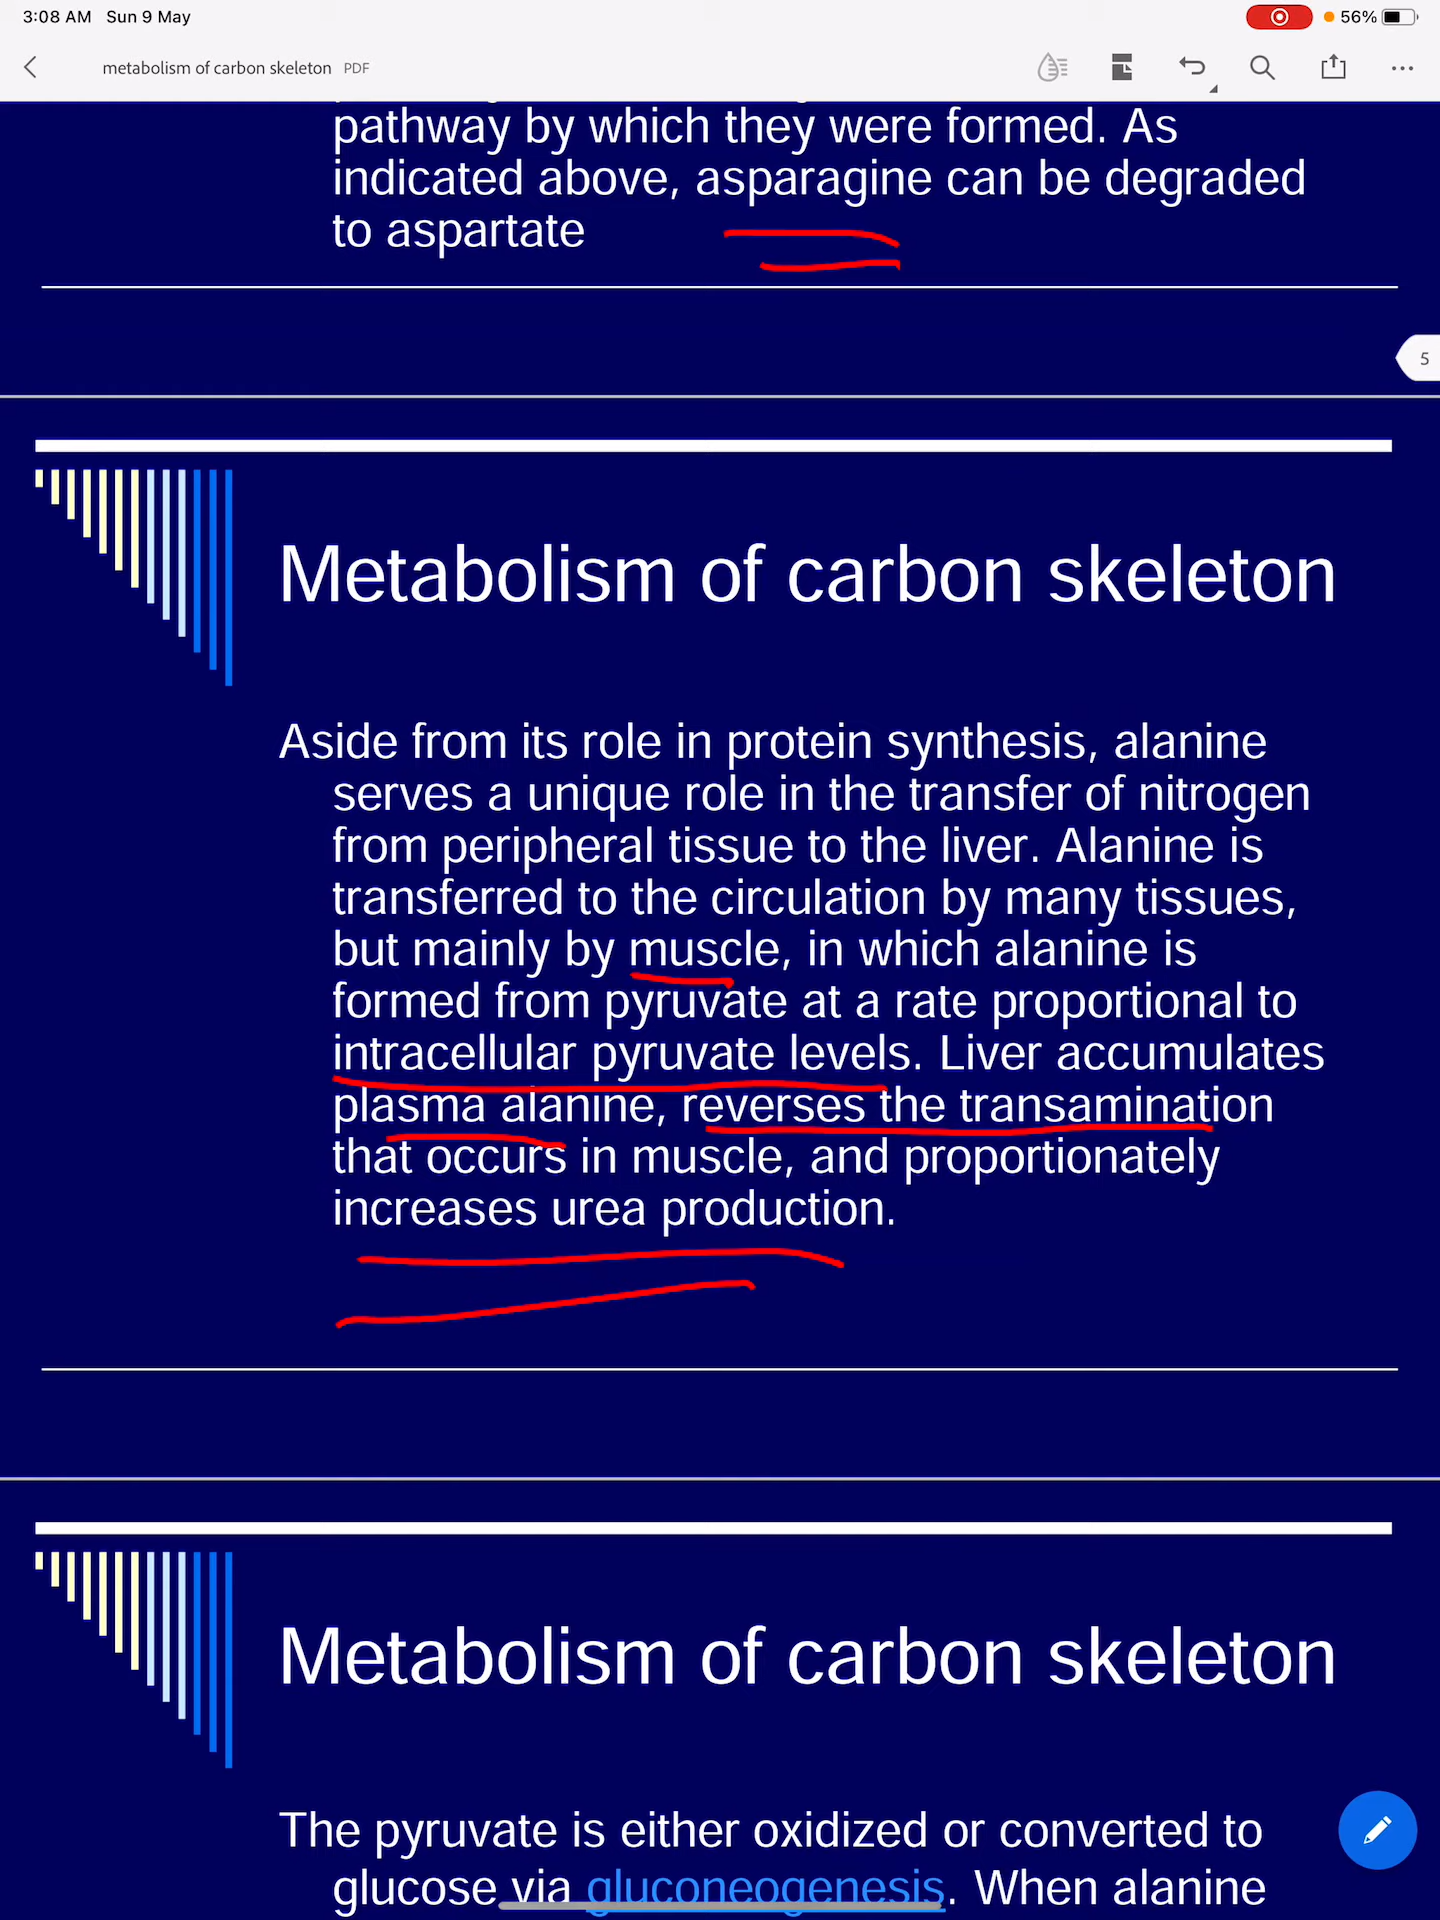 3:08 AM Sun 9 May 56%
metabolism of carbon skeleton PDF
pathway by which they were formed. As
indicated above, asparagine can be degraded
to aspartate
5
Metabolism of carbon skeleton
Aside from its role in protein synthesis, alanine
serves a unique role in the transfer of nitrogen
from peripheral tissue to the liver. Alanine is
transferred to the circulation by many tissues,
but mainly by muscle, in which alanine is
formed from pyruvate at a rate proportional to
intracellular pyruvate levels. Liver accumulates
plasma alanine, reverses the transamination
that occurs in muscle, and proportionately
increases urea production.
Metabolism of carbon skeleton
The pyruvate is either oxidized or converted to
glucose via gluconeogenesis. When alanine